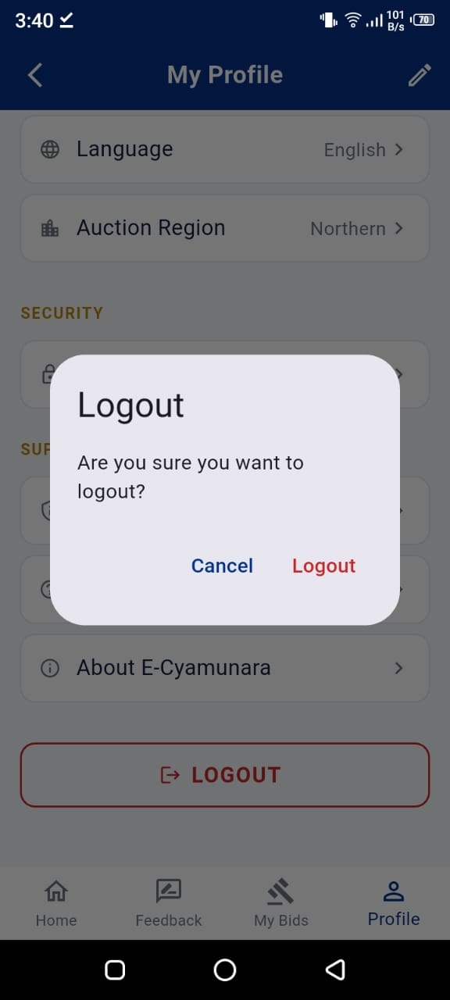 3:40
101
B/s
70
My Profile
Language
English
Auction Region
Northern
SECURITY
Logout
Are you sure you want to
logout?
Cancel
Logout
About E-Cyamunara
LOGOUT
Home
Feedback
My Bids
Profile